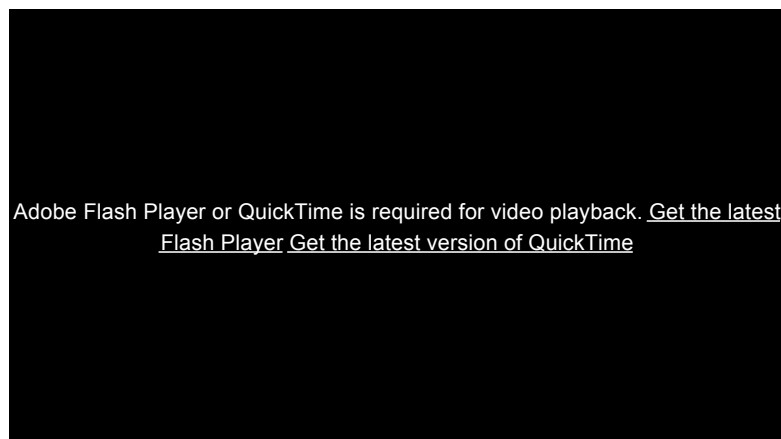 Adobe Flash Player or QuickTime is required for video playback. Get the latest
Flash Player Get the latest version of QuickTime